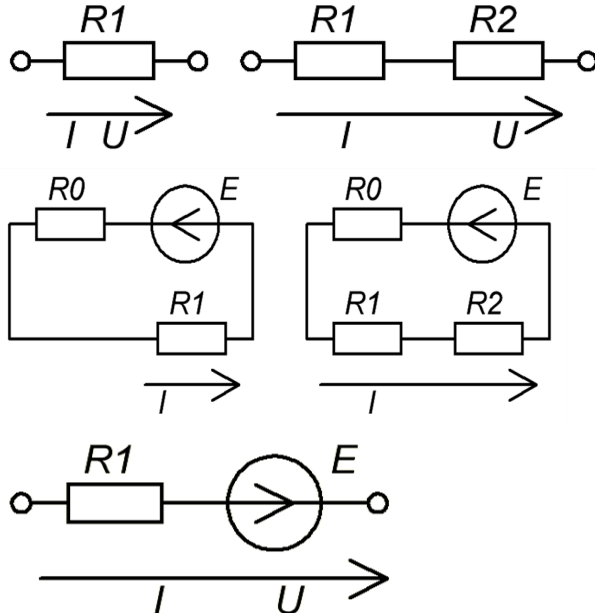 R1 R1 R2
I U I U
R0 E R0 E
R1 R1 R2
I I
R1 E
I U